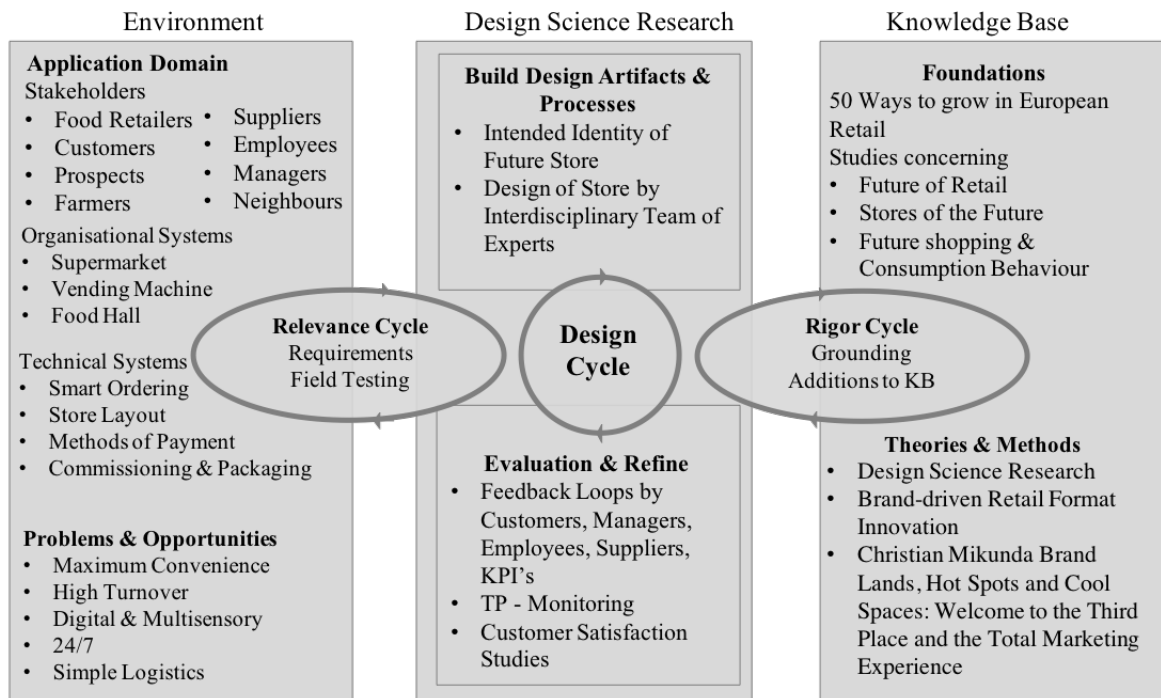 Environment
Application Domain
Stakeholders
• Food Retailers
• Customers
• Prospects
• Farmers
• Suppliers
• Employees
• Managers
• Neighbours
Organisational Systems
• Supermarket
• Vending Machine
• Food Hall
Technical Systems
• Smart Ordering
• Store Layout
• Methods of Payment
• Commissioning & Packaging
Problems & Opportunities
• Maximum Convenience
• High Turnover
• Digital & Multisensory
• 24/7
• Simple Logistics
Relevance Cycle
Requirements
Field Testing
Design Science Research
Build Design Artifacts &
Processes
• Intended Identity of
Future Store
• Design of Store by
Interdisciplinary Team of
Experts
Design
Cycle
Evaluation & Refine
• Feedback Loops by
Customers, Managers,
Employees, Suppliers,
KPI's
• TP - Monitoring
• Customer Satisfaction
Studies
Rigor Cycle
Grounding
Additions to KB
Knowledge Base
Foundations
50 Ways to grow in European
Retail
Studies concerning
• Future of Retail
• Stores of the Future
• Future shopping &
Consumption Behaviour
Theories & Methods
• Design Science Research
• Brand-driven Retail Format
Innovation
• Christian Mikunda Brand
Lands, Hot Spots and Cool
Spaces: Welcome to the Third
Place and the Total Marketing
Experience